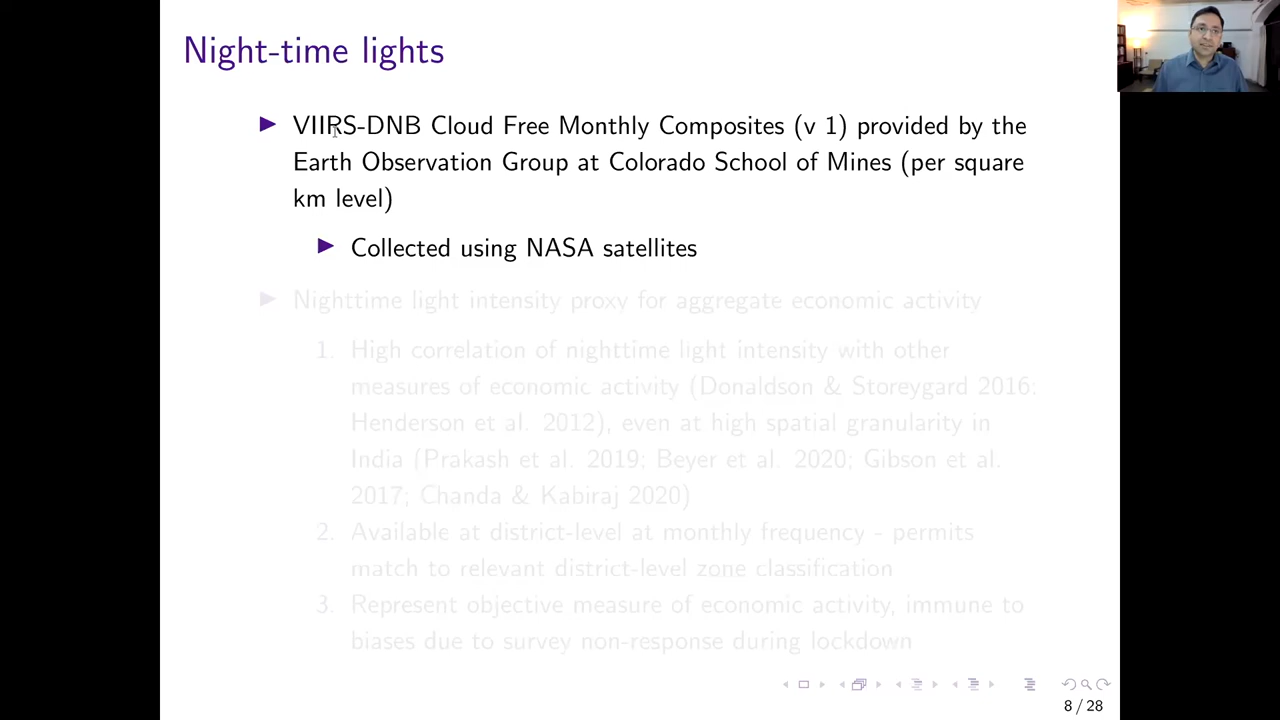 Night-time lights
VIIRS-DNB Cloud Free Monthly Composites (v 1) provided by the
Earth Observation Group at Colorado School of Mines (per square
km level)
Collected using NASA satellites
Nighttime light intensity proxy for aggregate economic activity
1. High correlation of nighttime light intensity with other
measures of economic activity (Donaldson & Storeygard 2016:
Henderson et al. 2012), even at high spatial granularity in
India (Prakash et al. 2019; Beyer et al. 2020; Gibson et al.
2017; Chanda & Kabiraj 2020)
2. Available at district-level at monthly frequency - permits
match to relevant district-level zone classification
3. Represent objective measure of economic activity, immune to
biases due to survey non-response during lockdown
8 / 28